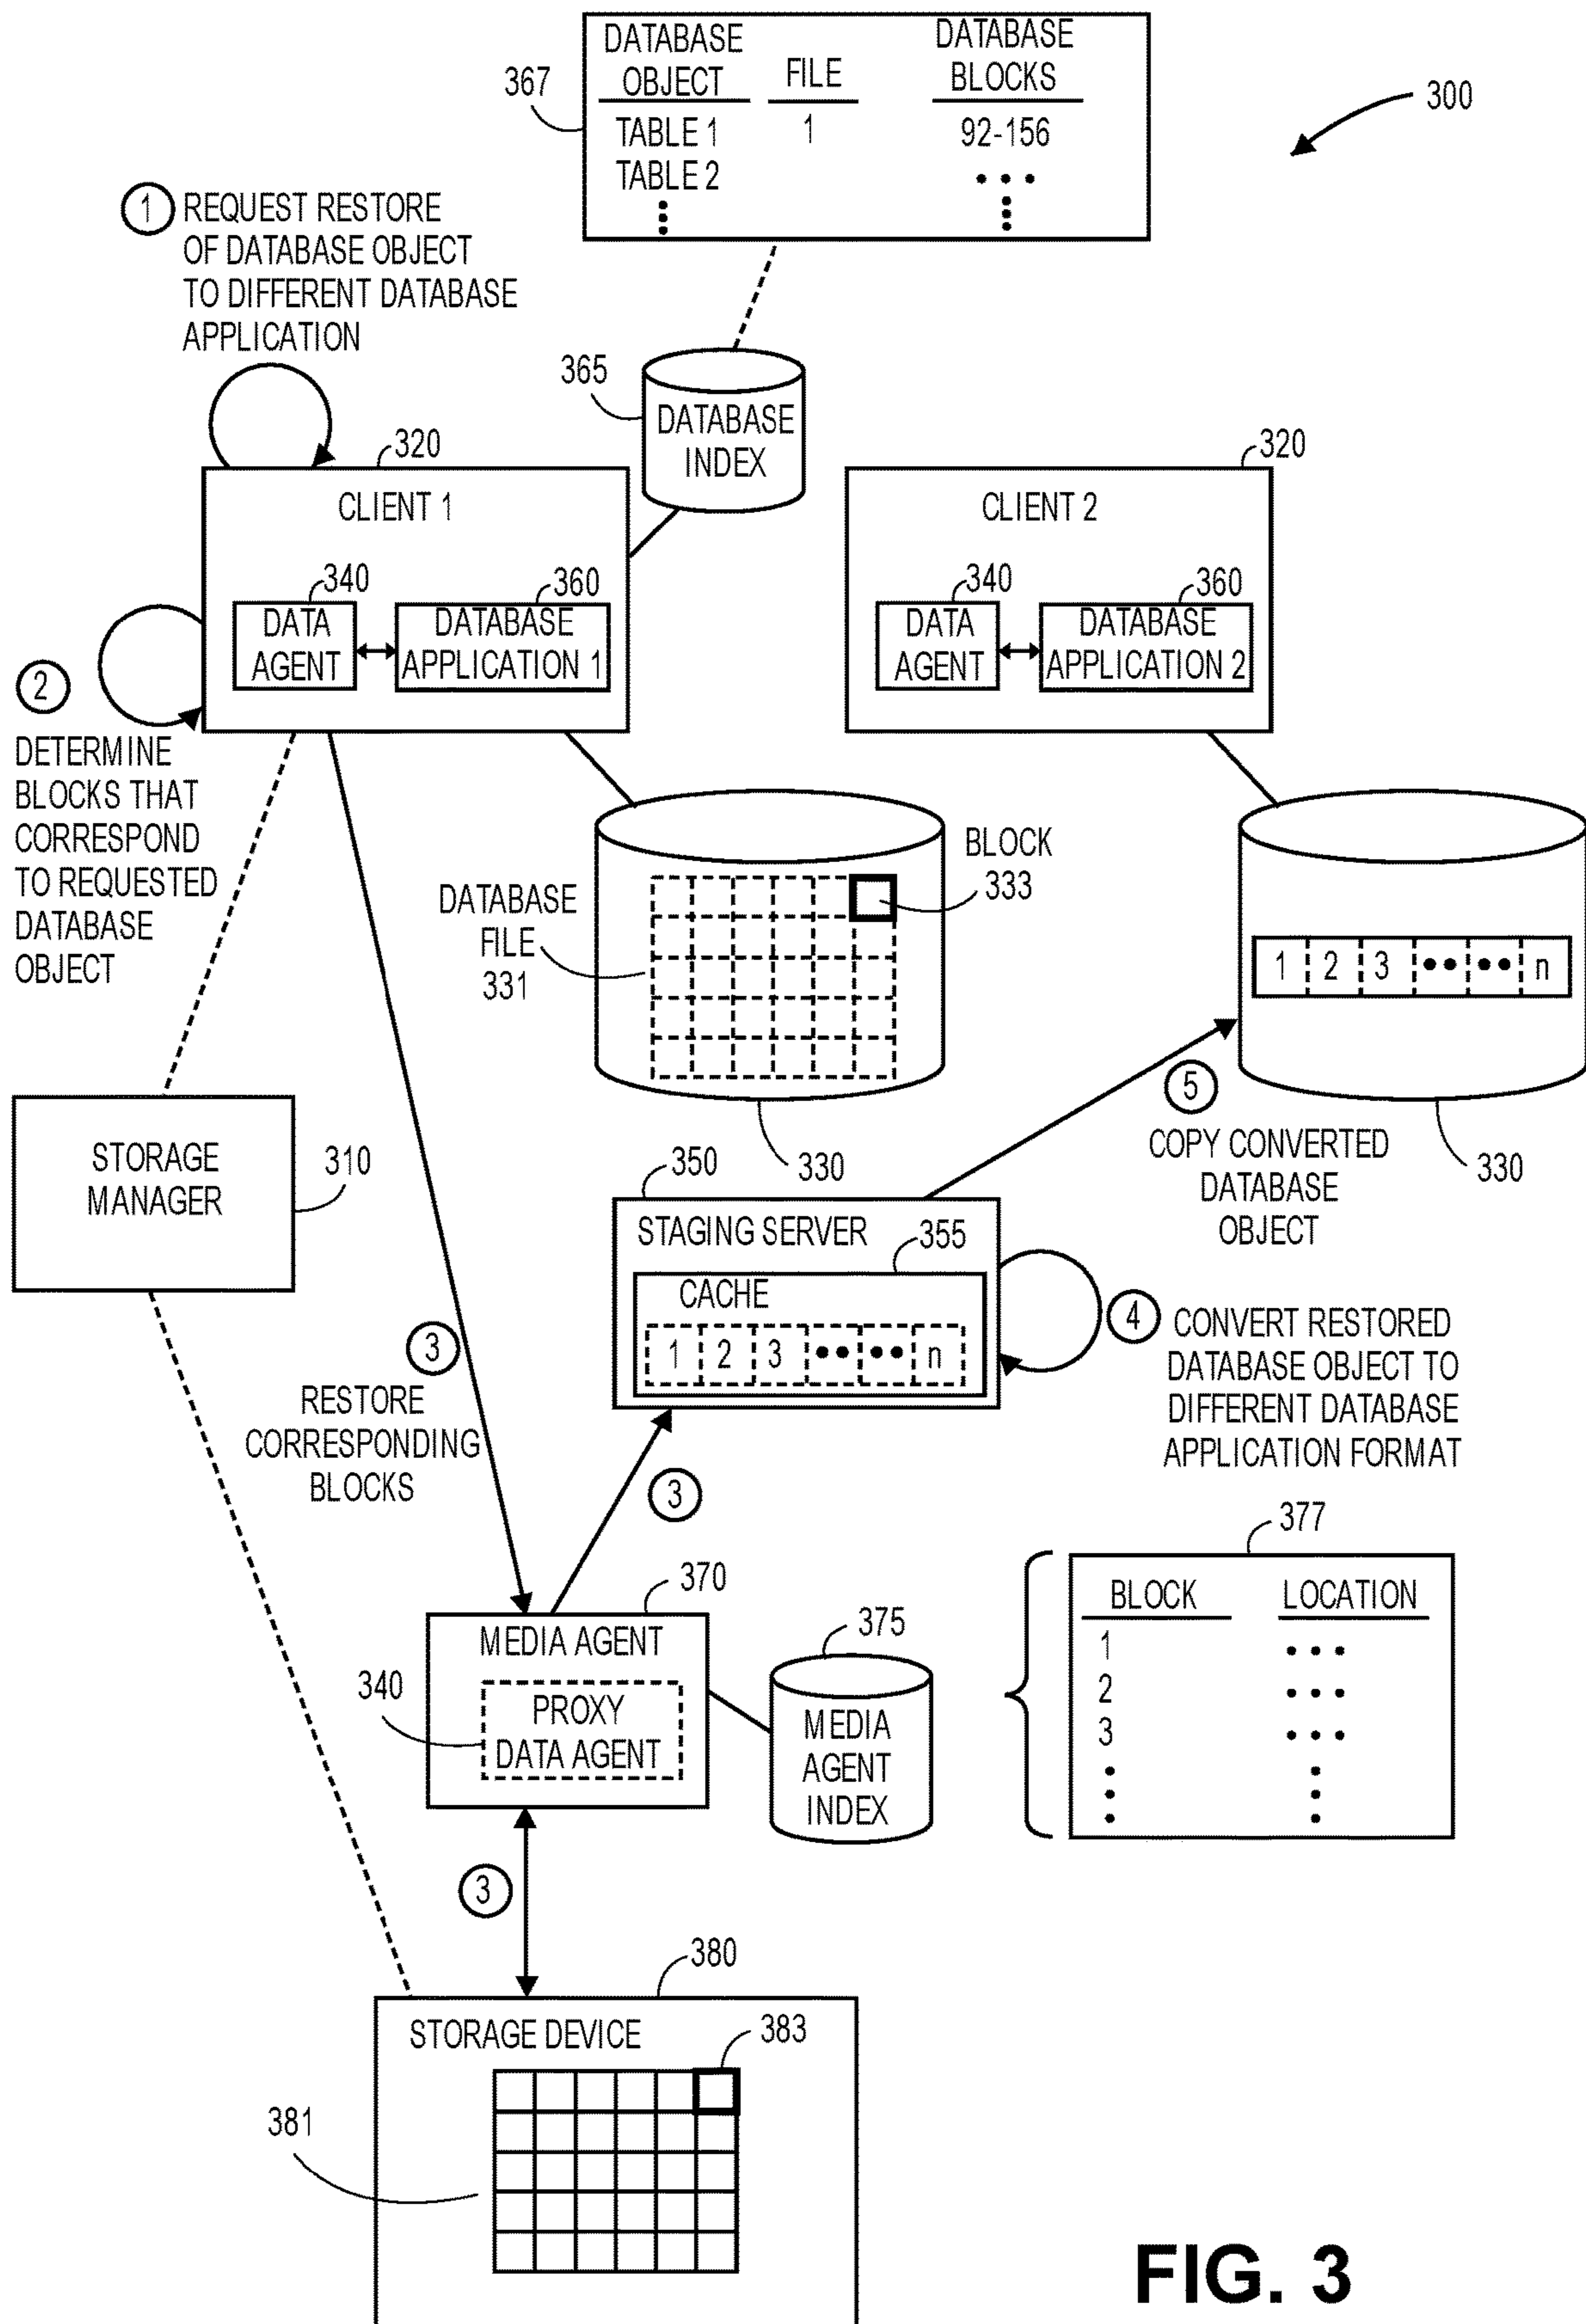 DATABASE
OBJECT
FILE
DATABASE
BLOCKS
TABLE 1
1
92-156
TABLE 2
367
300
1
REQUEST RESTORE
OF DATABASE OBJECT
TO DIFFERENT DATABASE
APPLICATION
365
DATABASE
INDEX
320
CLIENT 1
340
DATA
AGENT
360
DATABASE
APPLICATION 1
320
CLIENT 2
340
DATA
AGENT
360
DATABASE
APPLICATION 2
2
DETERMINE
BLOCKS THAT
CORRESPOND
TO REQUESTED
DATABASE
OBJECT
DATABASE
FILE
331
BLOCK
333
330
1 2 3 •• •• n
330
5
COPY CONVERTED
DATABASE
OBJECT
STORAGE
MANAGER
310
350
STAGING SERVER
355
CACHE
1 2 3 •• •• n
4
CONVERT RESTORED
DATABASE OBJECT TO
DIFFERENT DATABASE
APPLICATION FORMAT
3
RESTORE
CORRESPONDING
BLOCKS
3
370
MEDIA AGENT
340
PROXY
DATA AGENT
375
MEDIA
AGENT
INDEX
377
BLOCK LOCATION
1 •••
2 •••
3 •••
3
380
STORAGE DEVICE
383
381
FIG. 3